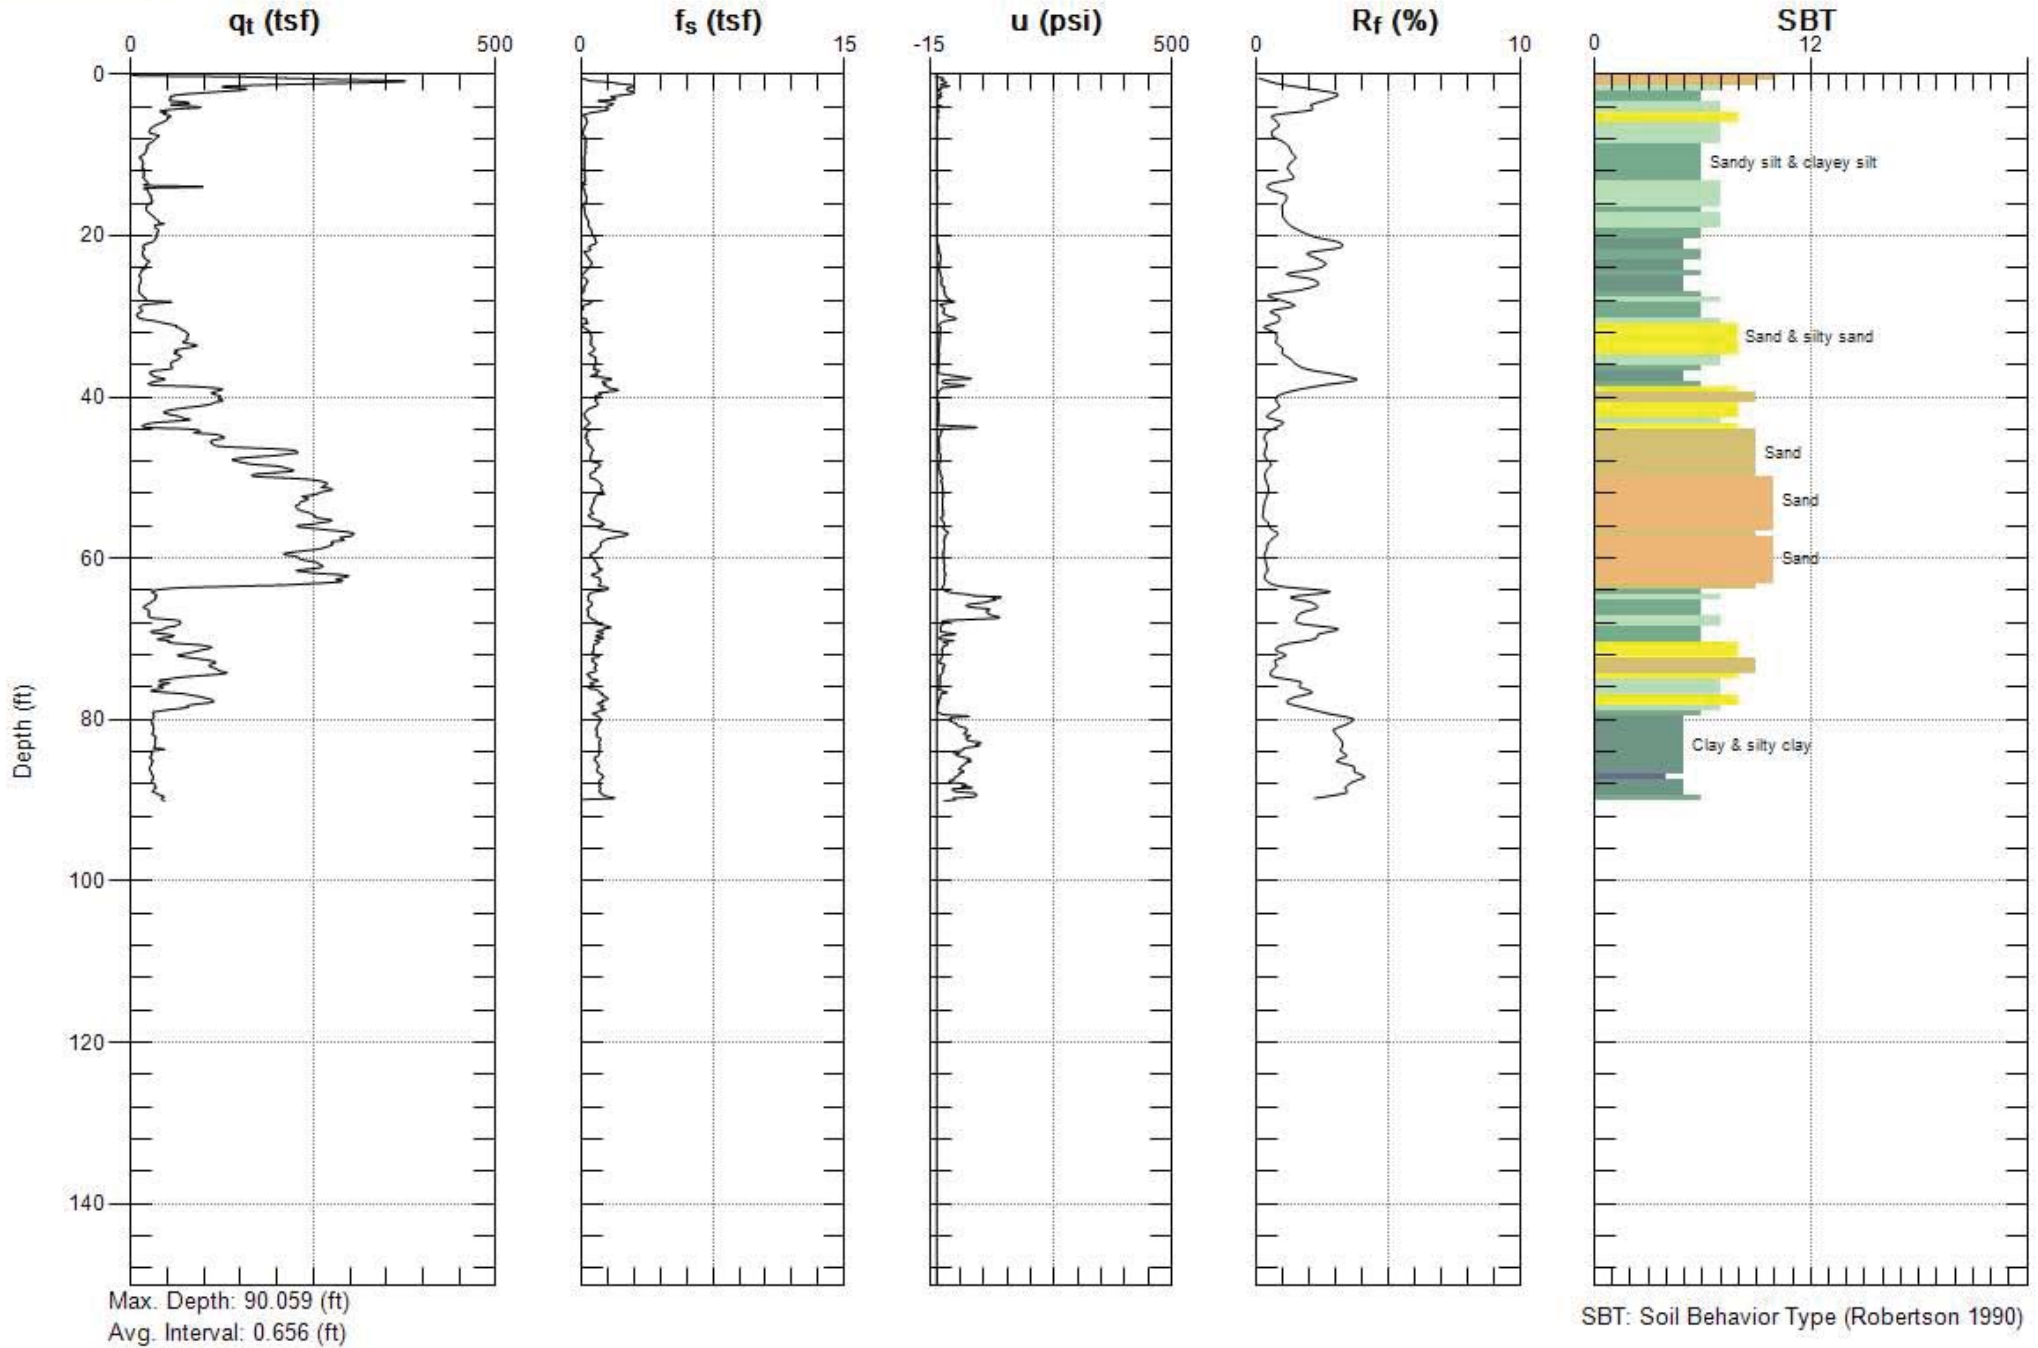 qt (tsf) fs (tsf) u (psi) Rf (%) SBT
0 500 0 15 -15 500 0 10 0 12
0
Sandy silt & clayey silt
20
Sand & silty sand
40
Sand
Sand
60
Sand
80
Clay & silty clay
Depth (ft)
100
120
140
Max. Depth: 90.059 (ft)
Avg. Interval: 0.656 (ft)
SBT: Soil Behavior Type (Robertson 1990)